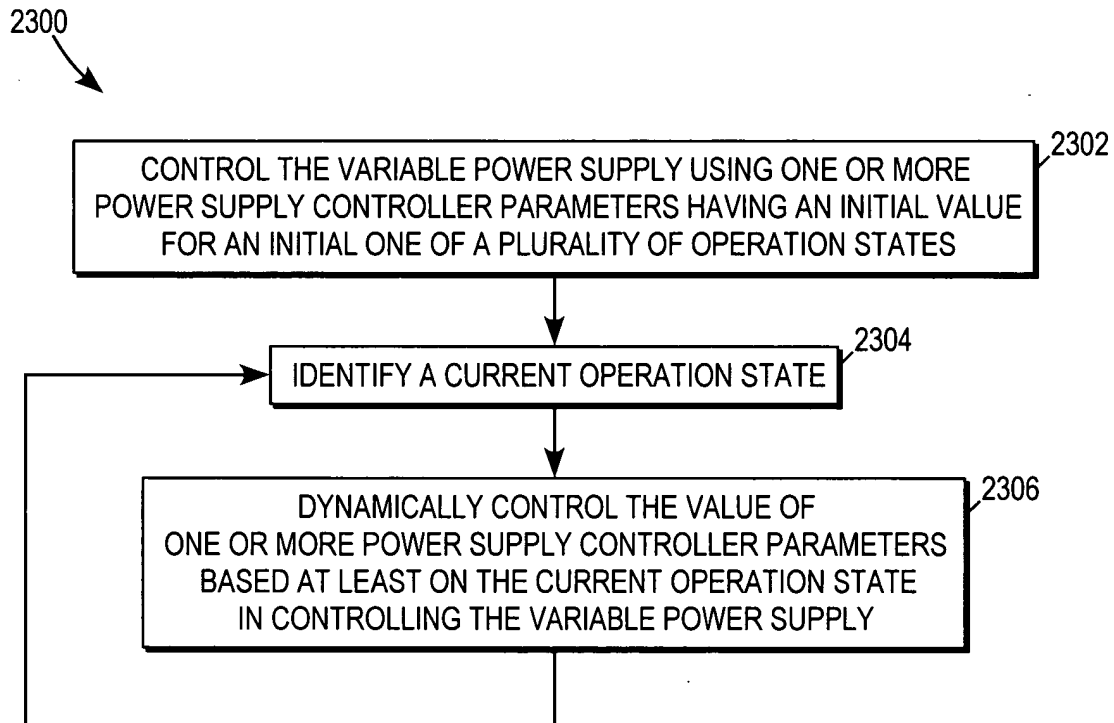 2300
2302
CONTROL THE VARIABLE POWER SUPPLY USING ONE OR MORE
POWER SUPPLY CONTROLLER PARAMETERS HAVING AN INITIAL VALUE
FOR AN INITIAL ONE OF A PLURALITY OF OPERATION STATES
2304
IDENTIFY A CURRENT OPERATION STATE
2306
DYNAMICALLY CONTROL THE VALUE OF
ONE OR MORE POWER SUPPLY CONTROLLER PARAMETERS
BASED AT LEAST ON THE CURRENT OPERATION STATE
IN CONTROLLING THE VARIABLE POWER SUPPLY